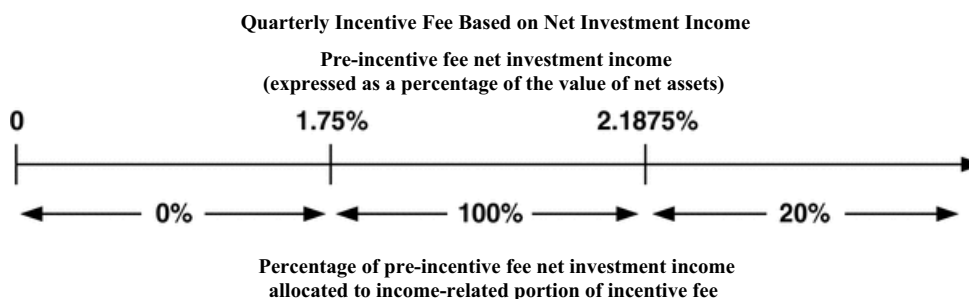 Quarterly Incentive Fee Based on Net Investment Income
Pre-incentive fee net investment income
(expressed as a percentage of the value of net assets)
0 1.75% 2.1875%
0% 100% 20%
Percentage of pre-incentive fee net investment income
allocated to income-related portion of incentive fee